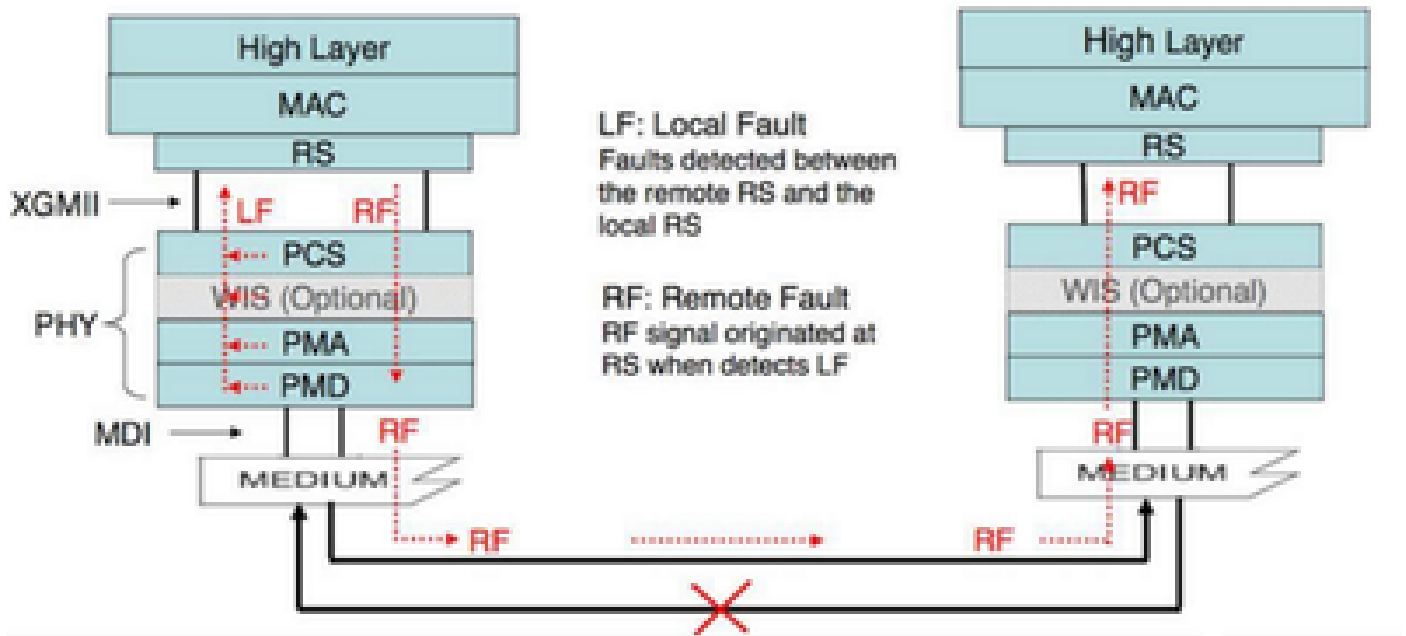 High Layer
MAC
RS
XGMII
LF
RF
PCS
WIS (Optional)
PHY
PMA
PMD
MDI
RF
MEDIUM
RF
LF: Local Fault
Faults detected between
the remote RS and the
local RS
RF: Remote Fault
RF signal originated at
RS when detects LF
High Layer
MAC
RS
RF
PCS
WIS (Optional)
PMA
PMD
RF
MEDIUM
RF